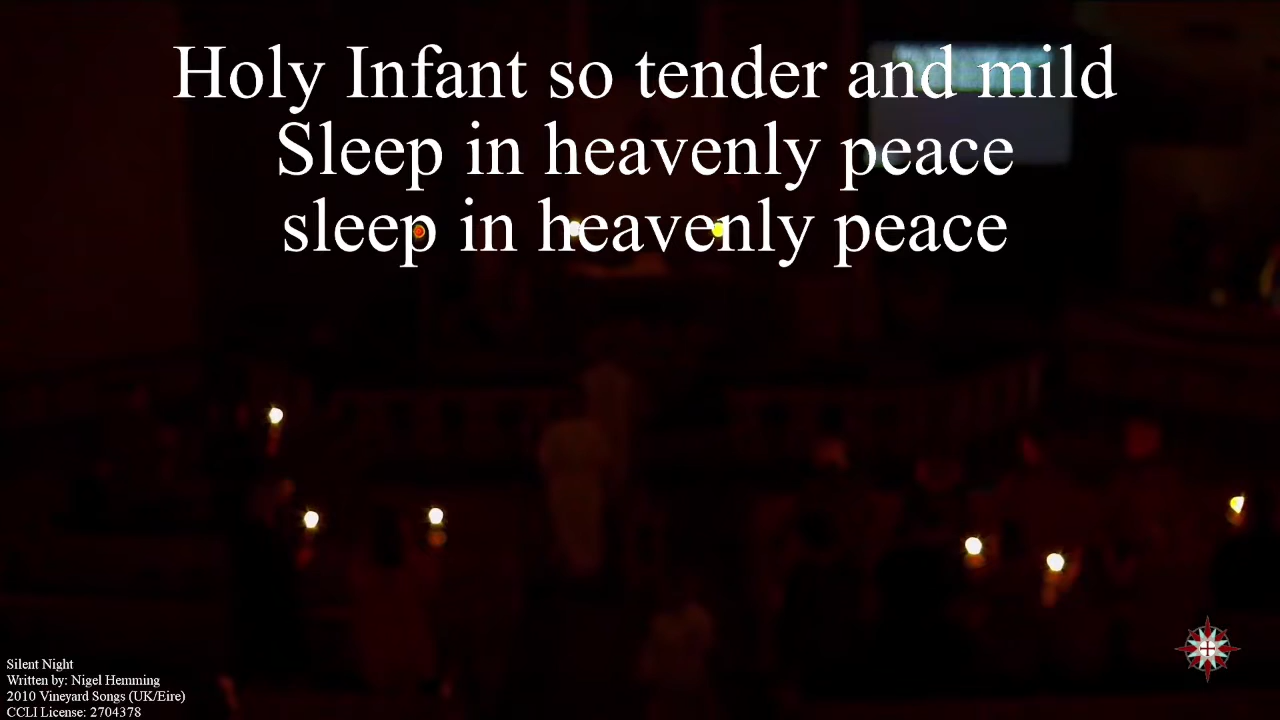 Holy Infant so tender and mild
Sleep in heavenly peace
sleep in heavenly peace
Silent Night
Written by: Nigel Hemming
2010 Vineyard Songs (UK/Eire)
CCLI License: 2704378